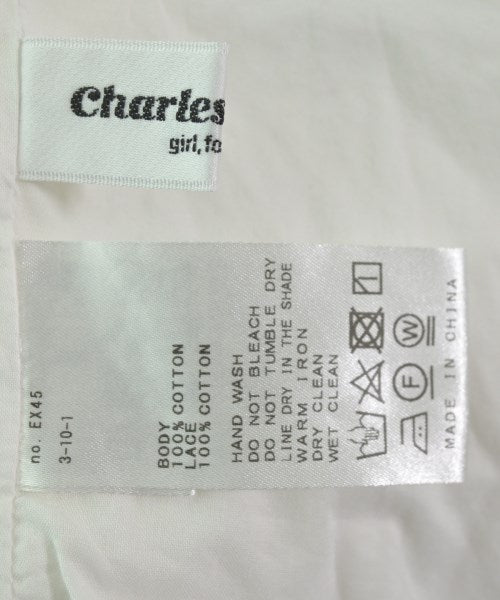 Charles
girl, fo
no. EX45
3-10-1
BODY
100% COTTON
LACE
100% COTTON
HAND WASH
DO NOT BLEACH
DO NOT TUMBLE DRY
LINE DRY IN THE SHADE
WARM IRON
DRY CLEAN
WET CLEAN
F W
MADE IN CHINA